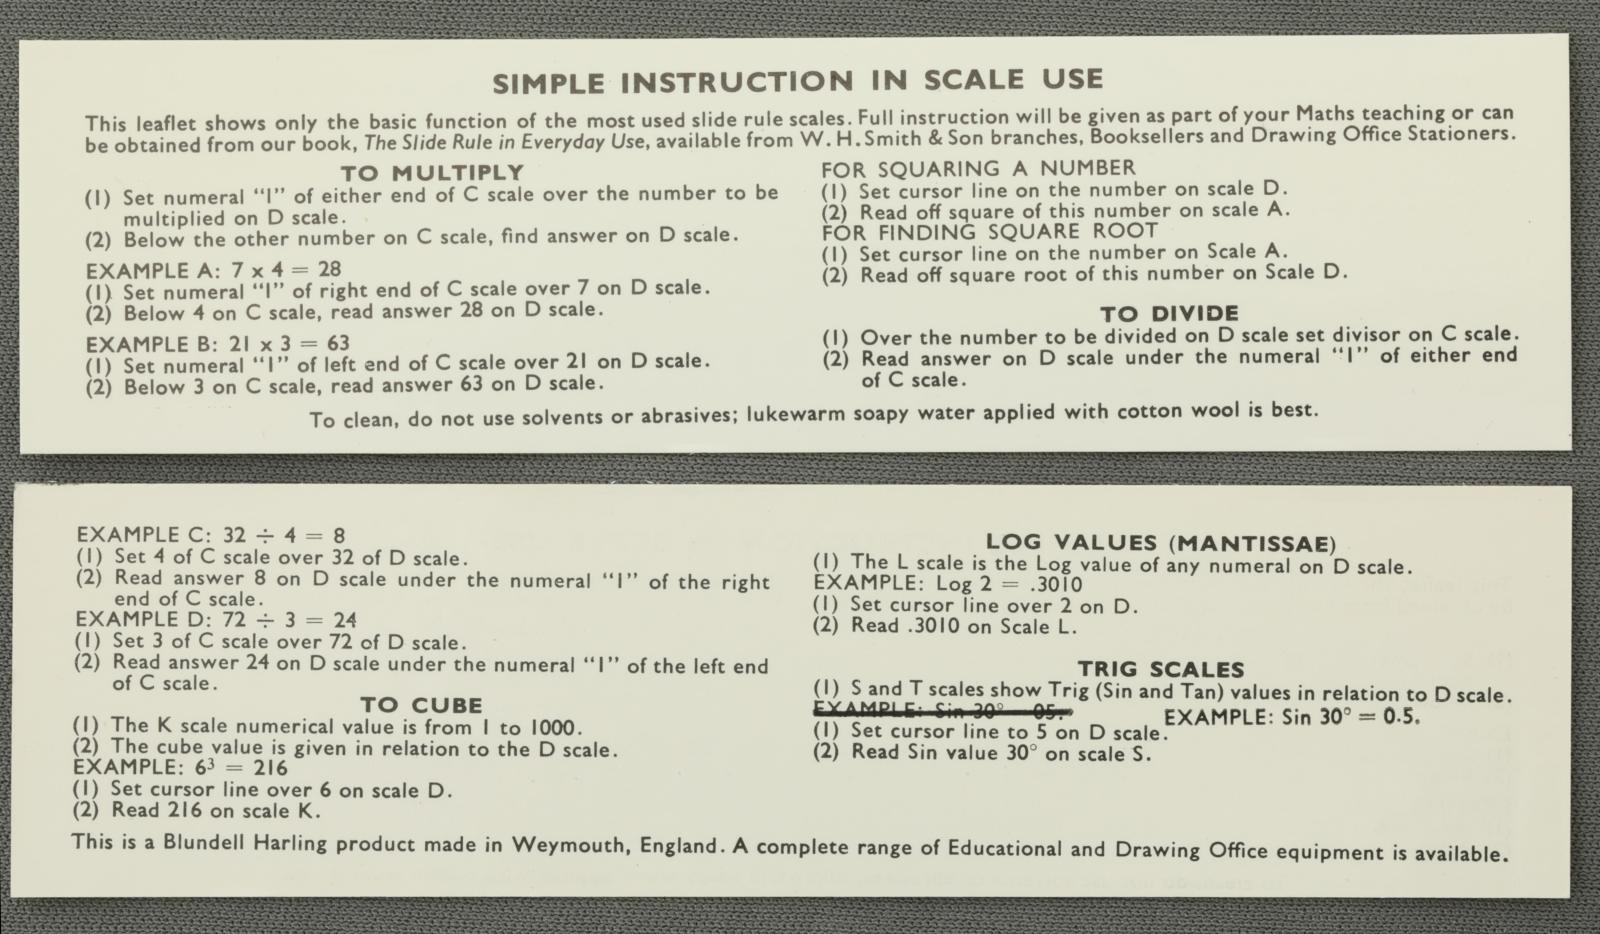 SIMPLE INSTRUCTION IN SCALE USE
This leaflet shows only the basic function of the most used slide rule scales. Full instruction will be given as part of your Maths teaching or can
be obtained from our book, The Slide Rule in Everyday Use, available from W. H. Smith & Son branches, Booksellers and Drawing Office Stationers.
TO MULTIPLY
(1) Set numeral “1” of either end of C scale over the number to be
multiplied on D scale.
(2) Below the other number on C scale, find answer on D scale.
EXAMPLE A: 7 x 4 = 28
(1) Set numeral “1” of right end of C scale over 7 on D scale.
(2) Below 4 on C scale, read answer 28 on D scale.
EXAMPLE B: 21 x 3 = 63
(1) Set numeral “1” of left end of C scale over 21 on D scale.
(2) Below 3 on C scale, read answer 63 on D scale.
FOR SQUARING A NUMBER
(1) Set cursor line on the number on scale D.
(2) Read off square of this number on scale A.
FOR FINDING SQUARE ROOT
(1) Set cursor line on the number on Scale A.
(2) Read off square root of this number on Scale D.
TO DIVIDE
(1) Over the number to be divided on D scale set divisor on C scale.
(2) Read answer on D scale under the numeral “1” of either end
of C scale.
To clean, do not use solvents or abrasives; lukewarm soapy water applied with cotton wool is best.
EXAMPLE C: 32 ÷ 4 = 8
(1) Set 4 of C scale over 32 of D scale.
(2) Read answer 8 on D scale under the numeral “1” of the right
end of C scale.
EXAMPLE D: 72 ÷ 3 = 24
(1) Set 3 of C scale over 72 of D scale.
(2) Read answer 24 on D scale under the numeral “1” of the left end
of C scale.
TO CUBE
(1) The K scale numerical value is from 1 to 1000.
(2) The cube value is given in relation to the D scale.
EXAMPLE: 6³ = 216
(1) Set cursor line over 6 on scale D.
(2) Read 216 on scale K.
LOG VALUES (MANTISSAE)
(1) The L scale is the Log value of any numeral on D scale.
EXAMPLE: Log 2 = .3010
(1) Set cursor line over 2 on D.
(2) Read .3010 on Scale L.
TRIG SCALES
(1) S and T scales show Trig (Sin and Tan) values in relation to D scale.
EXAMPLE: Sin 30° 05.
EXAMPLE: Sin 30° = 0.5.
(1) Set cursor line to 5 on D scale.
(2) Read Sin value 30° on scale S.
This is a Blundell Harling product made in Weymouth, England. A complete range of Educational and Drawing Office equipment is available.